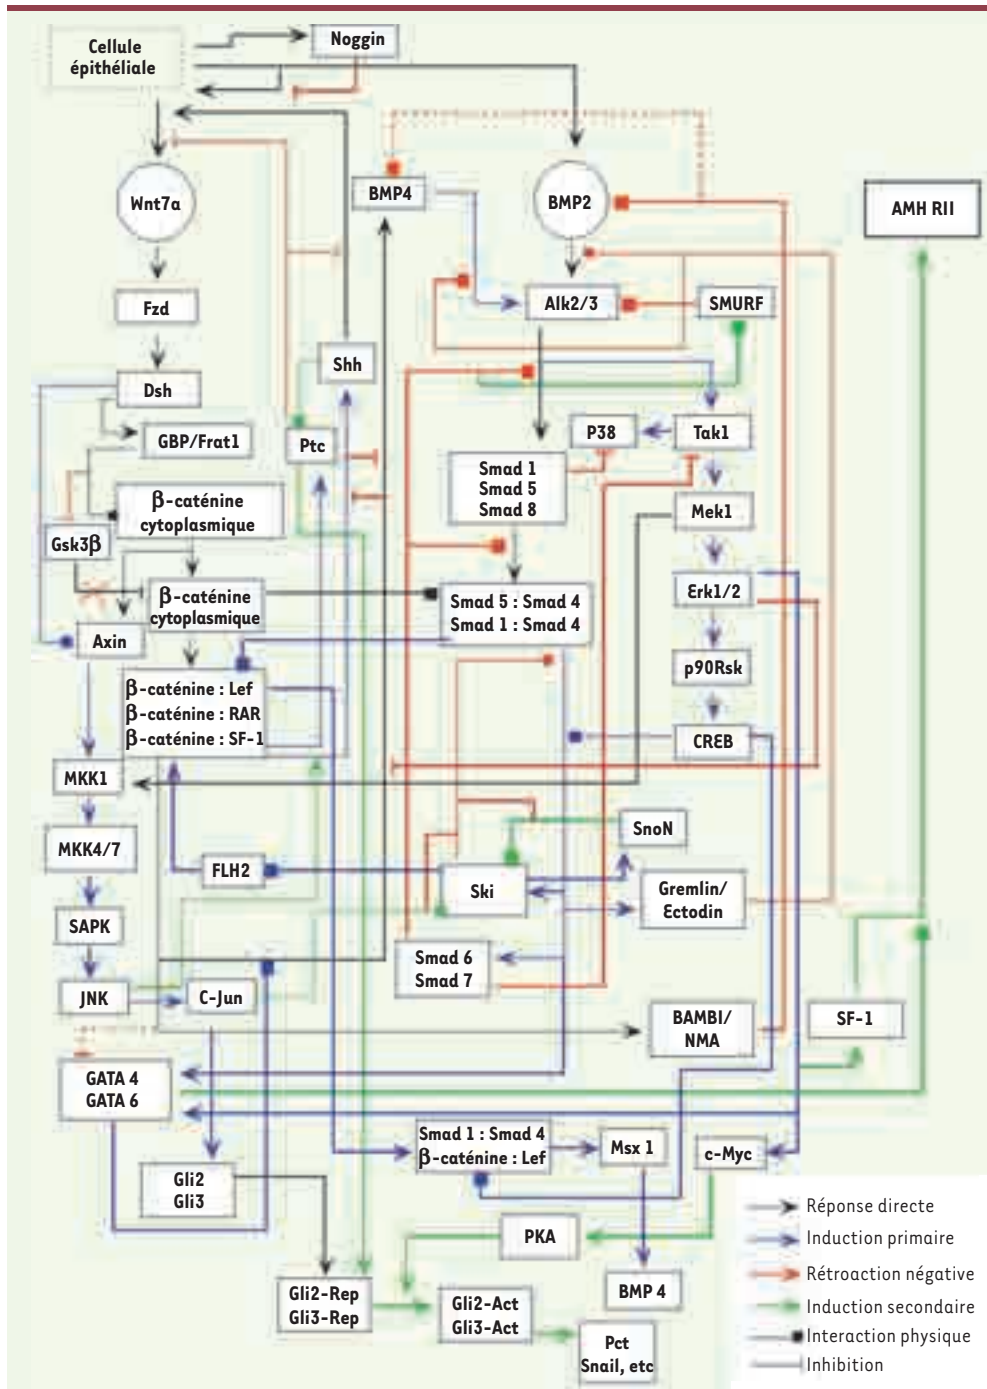 Cellule
épithéliale
Noggin
Wnt7a
BMP4
BMP2
AMH RII
Fzd
Alk2/3
SMURF
Shh
Dsh
GBP/Frat1
Ptc
P38
Tak1
Smad 1
Smad 5
Smad 8
β-caténine
cytoplasmique
Mek1
Gsk3β
β-caténine
cytoplasmique
Smad 5 : Smad 4
Smad 1 : Smad 4
Erk1/2
Axin
p90Rsk
β-caténine : Lef
β-caténine : RAR
β-caténine : SF-1
CREB
MKK1
SnoN
MKK4/7
FLH2
Ski
Gremlin/
Ectodin
SAPK
Smad 6
Smad 7
JNK
C-Jun
BAMBI/
NMA
SF-1
GATA 4
GATA 6
Smad 1 : Smad 4
β-caténine : Lef
Msx 1
c-Myc
Gli2
Gli3
PKA
BMP 4
Gli2-Rep
Gli3-Rep
Gli2-Act
Gli3-Act
Pct
Snail, etc
Réponse directe
Induction primaire
Rétroaction négative
Induction secondaire
Interaction physique
Inhibition